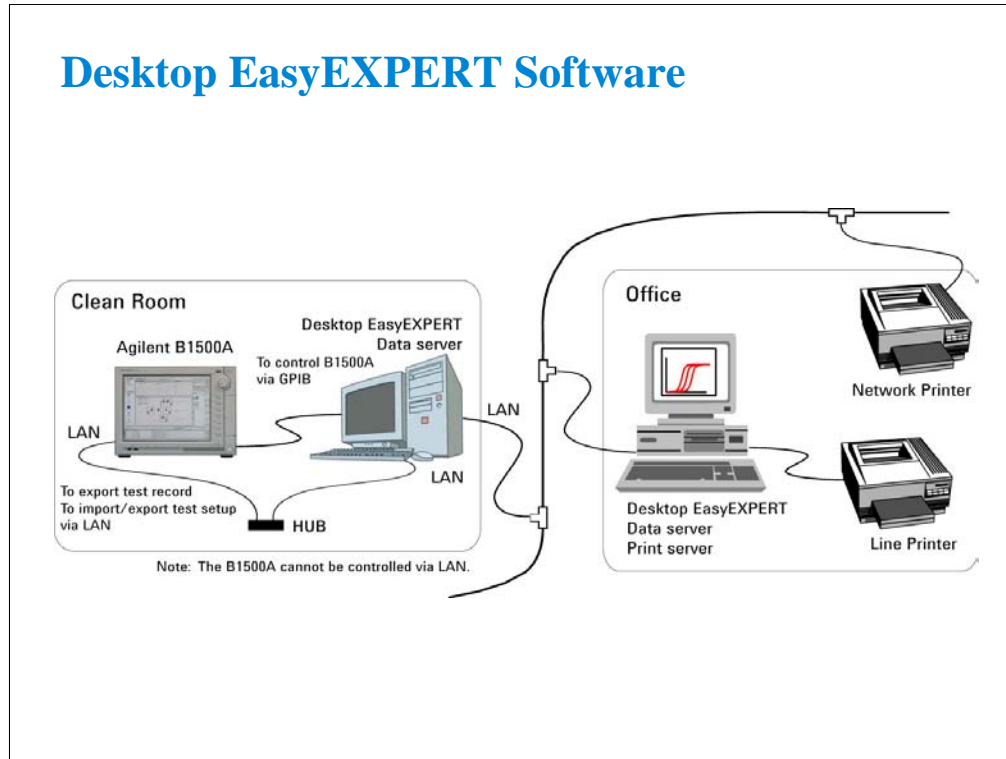 Desktop EasyEXPERT Software
Clean Room
Agilent B1500A
Desktop EasyEXPERT
Data server
To control B1500A
via GPIB
LAN
LAN
LAN
To export test record
To import/export test setup
via LAN
HUB
Note: The B1500A cannot be controlled via LAN.
Office
Network Printer
Desktop EasyEXPERT
Data server
Print server
Line Printer